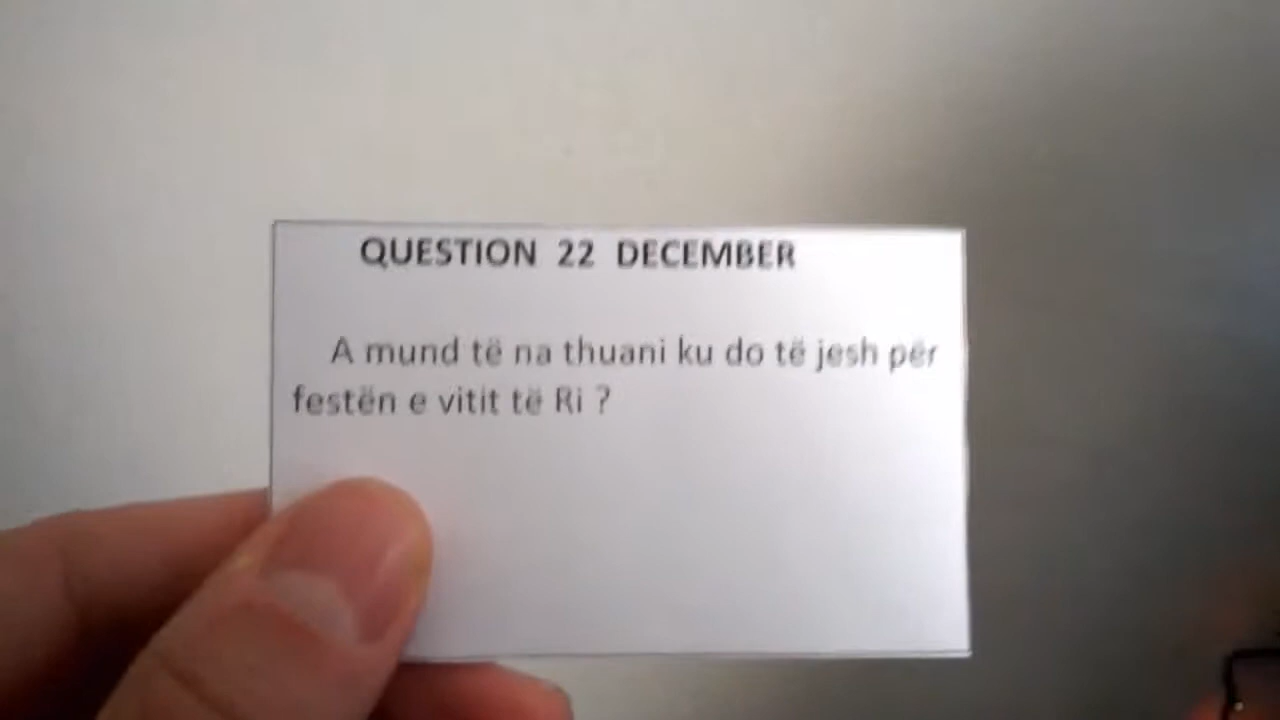 QUESTION 22 DECEMBER
A mund të na thuani ku do të jesh për
festën e vitit të Ri ?